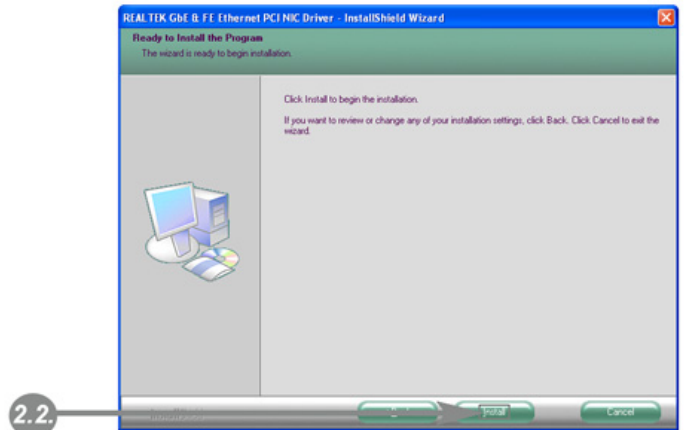 REALTEK GbE & FE Ethernet PCI NIC Driver - InstallShield Wizard
Ready to Install the Program
The wizard is ready to begin installation.
Click Install to begin the installation.
If you want to review or change any of your installation settings, click Back. Click Cancel to exit the
wizard.
2.2.
Install
Cancel